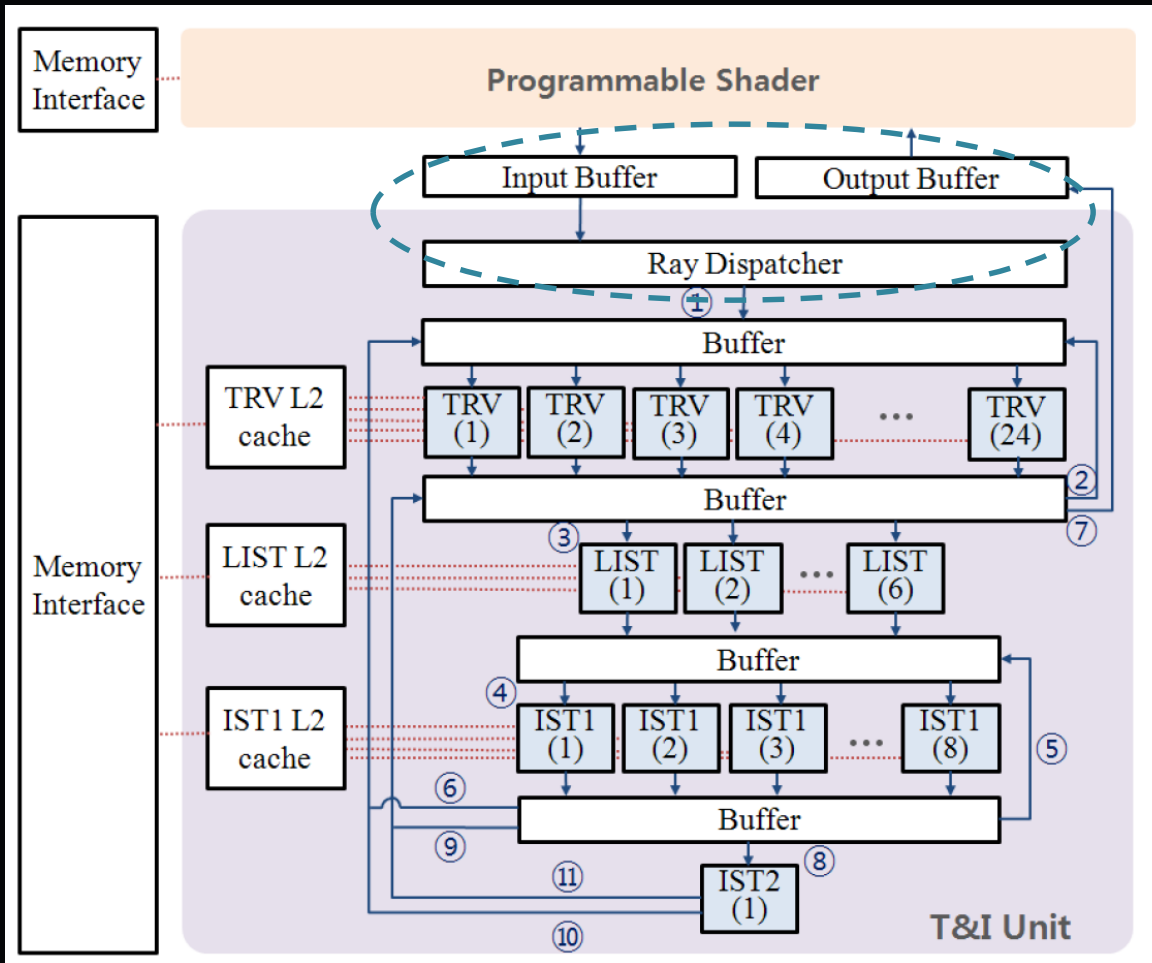 Memory
Interface
Programmable Shader
Input Buffer
Output Buffer
Ray Dispatcher
①
Buffer
TRV L2
cache
TRV
(1)
TRV
(2)
TRV
(3)
TRV
(4)
...
TRV
(24)
②
Buffer
⑦
③
Memory
Interface
LIST L2
cache
LIST
(1)
LIST
(2)
...
LIST
(6)
Buffer
④
IST1 L2
cache
IST1
(1)
IST1
(2)
IST1
(3)
...
IST1
(8)
⑤
⑥
Buffer
⑨
⑧
⑪
IST2
(1)
⑩
T&I Unit